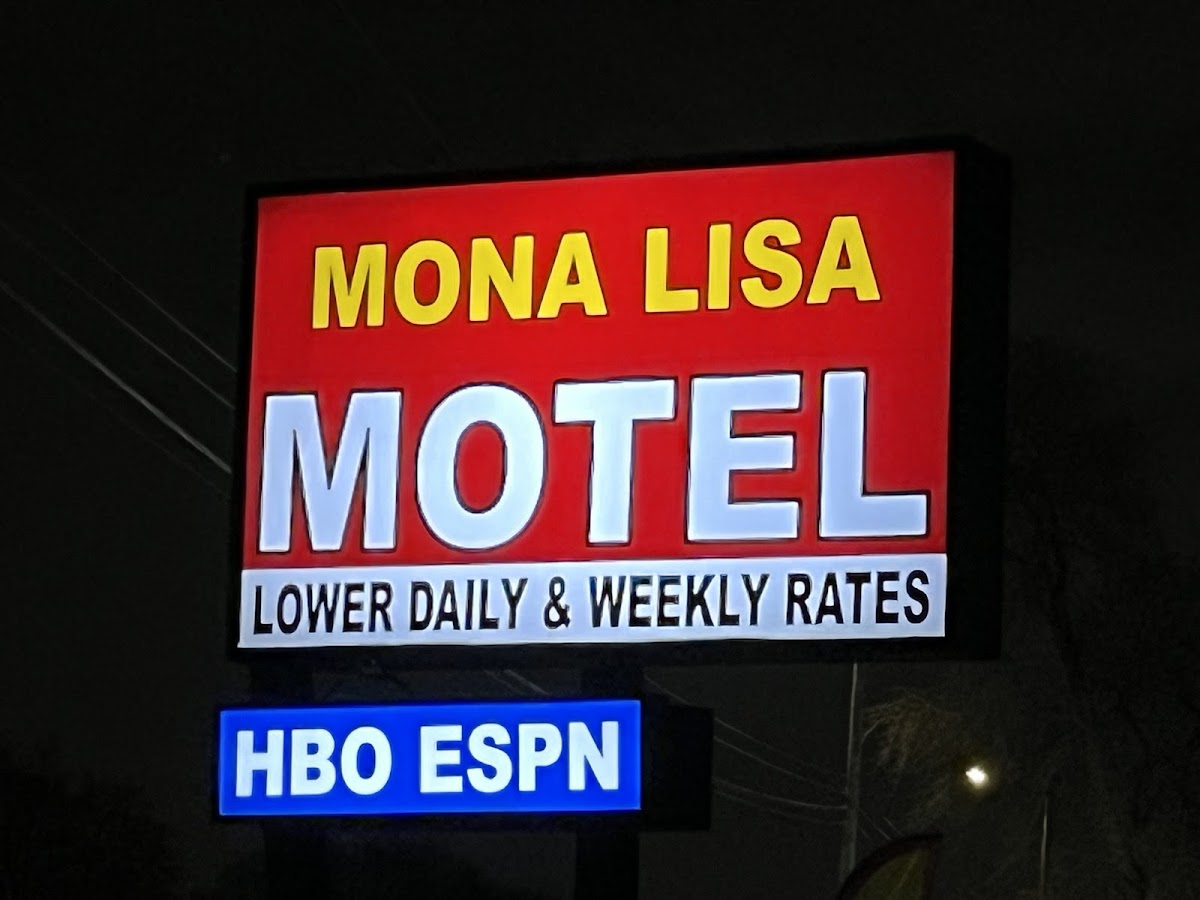 MONA LISA
MOTEL
LOWER DAILY & WEEKLY RATES
HBO ESPN